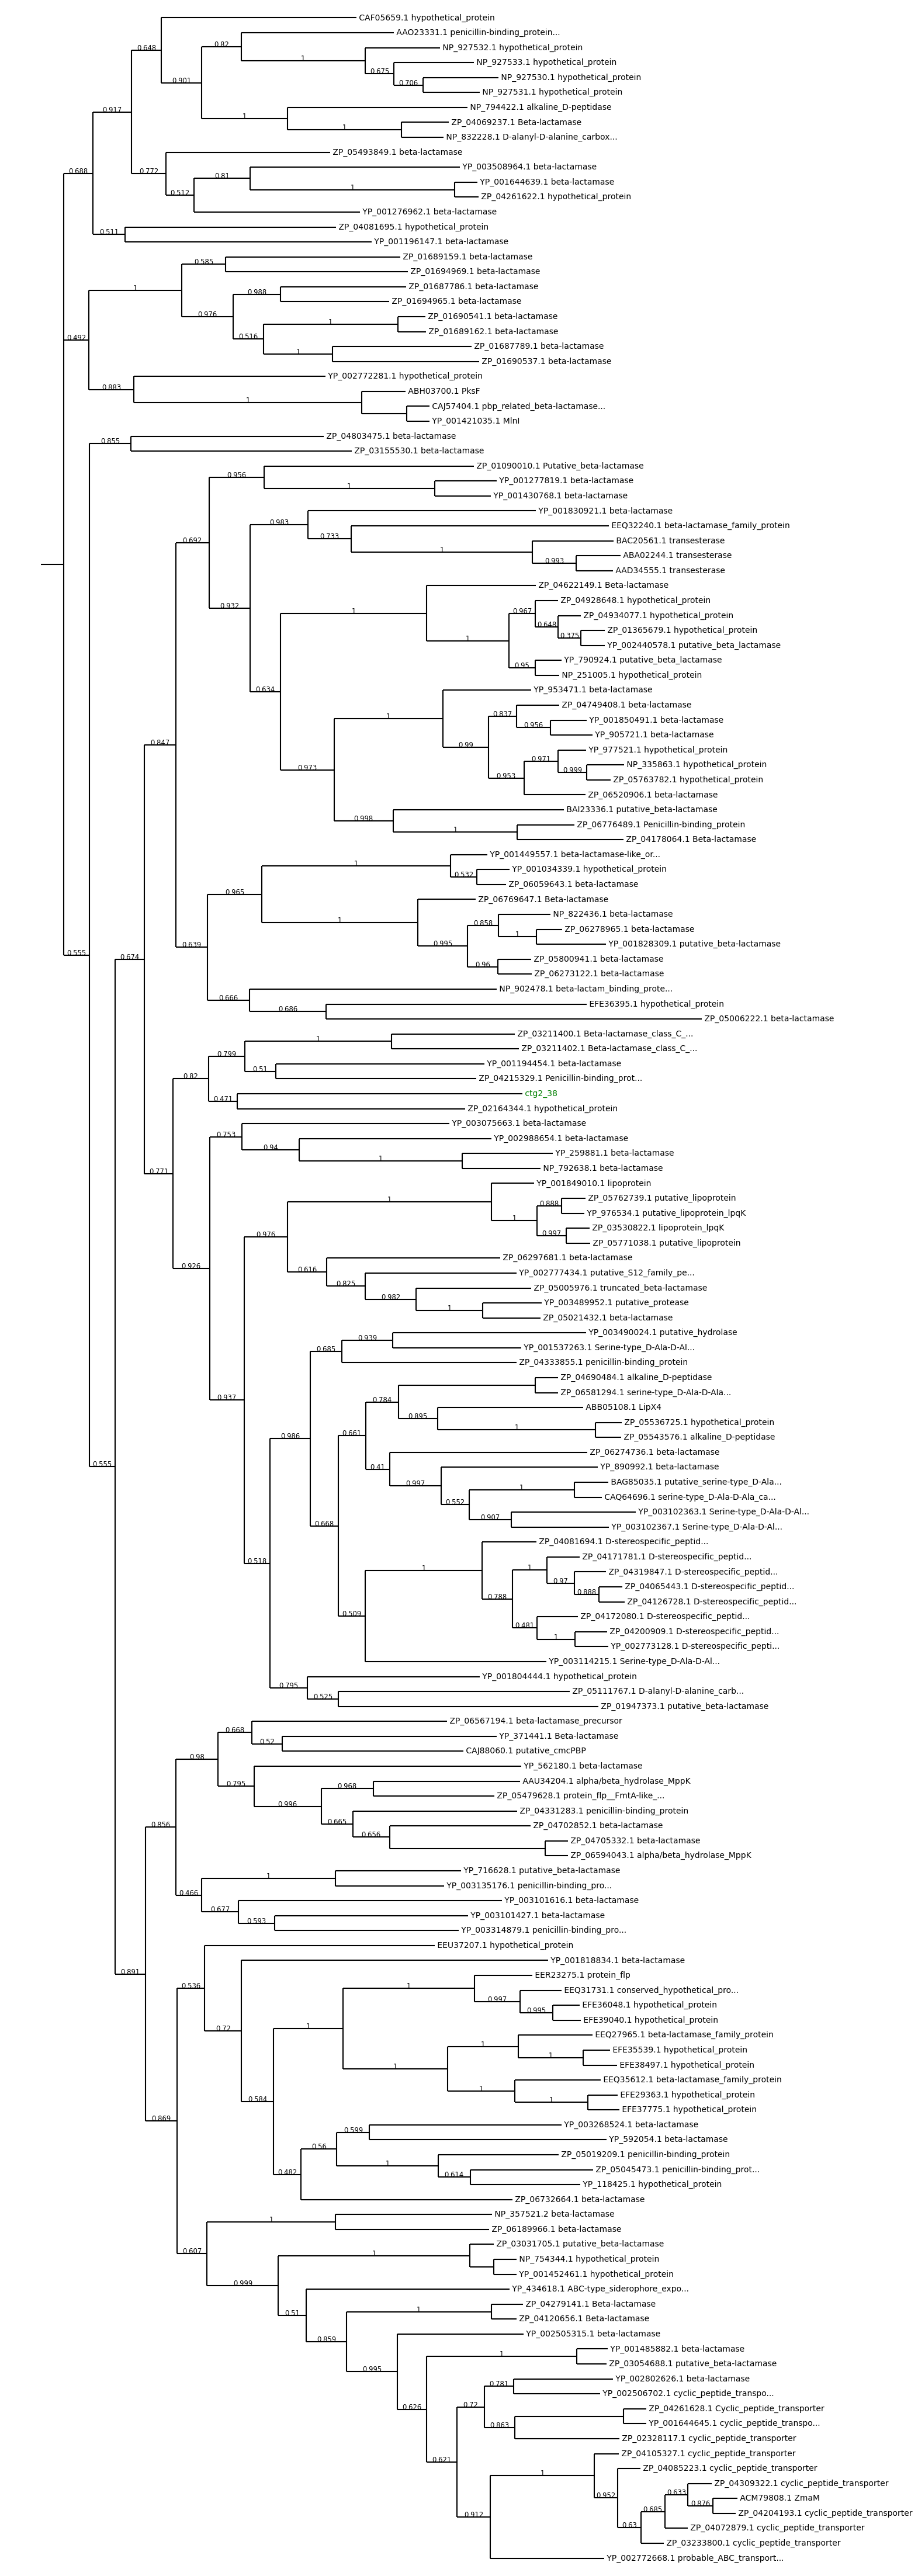 CAF05659.1 hypothetical_protein
0.648
AAO23331.1 penicillin-binding_protein...
0.82
NP_927532.1 hypothetical_protein
1
NP_927533.1 hypothetical_protein
0.675
0.901
NP_927530.1 hypothetical_protein
0.706
NP_927531.1 hypothetical_protein
0.917
NP_794422.1 alkaline_D-peptidase
1
ZP_04069237.1 Beta-lactamase
1
NP_832228.1 D-alanyl-D-alanine_carbox...
ZP_05493849.1 beta-lactamase
0.688
0.772
YP_003508964.1 beta-lactamase
0.81
YP_001644639.1 beta-lactamase
1
0.512
ZP_04261622.1 hypothetical_protein
YP_001276962.1 beta-lactamase
ZP_04081695.1 hypothetical_protein
0.511
YP_001196147.1 beta-lactamase
ZP_01689159.1 beta-lactamase
0.585
ZP_01694969.1 beta-lactamase
1
ZP_01687786.1 beta-lactamase
0.988
ZP_01694965.1 beta-lactamase
0.976
ZP_01690541.1 beta-lactamase
1
ZP_01689162.1 beta-lactamase
0.492
0.516
ZP_01687789.1 beta-lactamase
1
ZP_01690537.1 beta-lactamase
YP_002772281.1 hypothetical_protein
0.883
ABH03700.1 PksF
1
CAJ57404.1 pbp_related_beta-lactamase...
YP_001421035.1 MlnI
ZP_04803475.1 beta-lactamase
0.855
ZP_03155530.1 beta-lactamase
ZP_01090010.1 Putative_beta-lactamase
0.956
YP_001277819.1 beta-lactamase
1
YP_001430768.1 beta-lactamase
YP_001830921.1 beta-lactamase
0.983
EEQ32240.1 beta-lactamase_family_protein
0.733
0.692
BAC20561.1 transesterase
1
ABA02244.1 transesterase
0.993
AAD34555.1 transesterase
ZP_04622149.1 Beta-lactamase
0.932
1
ZP_04928648.1 hypothetical_protein
0.967
ZP_04934077.1 hypothetical_protein
0.648
ZP_01365679.1 hypothetical_protein
0.375
1
YP_002440578.1 putative_beta_lactamase
YP_790924.1 putative_beta_lactamase
0.95
NP_251005.1 hypothetical_protein
0.634
YP_953471.1 beta-lactamase
1
ZP_04749408.1 beta-lactamase
0.837
YP_001850491.1 beta-lactamase
0.956
YP_905721.1 beta-lactamase
0.847
0.99
YP_977521.1 hypothetical_protein
0.971
NP_335863.1 hypothetical_protein
0.999
0.973
0.953
ZP_05763782.1 hypothetical_protein
ZP_06520906.1 beta-lactamase
BAI23336.1 putative_beta-lactamase
0.998
ZP_06776489.1 Penicillin-binding_protein
1
ZP_04178064.1 Beta-lactamase
YP_001449557.1 beta-lactamase-like_or...
1
YP_001034339.1 hypothetical_protein
0.532
ZP_06059643.1 beta-lactamase
0.965
ZP_06769647.1 Beta-lactamase
1
NP_822436.1 beta-lactamase
0.858
ZP_06278965.1 beta-lactamase
1
0.995
YP_001828309.1 putative_beta-lactamase
0.639
0.555
0.674
ZP_05800941.1 beta-lactamase
0.96
ZP_06273122.1 beta-lactamase
NP_902478.1 beta-lactam_binding_prote...
0.666
EFE36395.1 hypothetical_protein
0.686
ZP_05006222.1 beta-lactamase
ZP_03211400.1 Beta-lactamase_class_C_...
1
ZP_03211402.1 Beta-lactamase_class_C_...
0.799
YP_001194454.1 beta-lactamase
0.51
0.82
ZP_04215329.1 Penicillin-binding_prot...
ctg2_38
0.471
ZP_02164344.1 hypothetical_protein
YP_003075663.1 beta-lactamase
0.753
YP_002988654.1 beta-lactamase
0.94
YP_259881.1 beta-lactamase
1
NP_792638.1 beta-lactamase
0.771
YP_001849010.1 lipoprotein
1
ZP_05762739.1 putative_lipoprotein
0.888
YP_976534.1 putative_lipoprotein_lpqK
1
ZP_03530822.1 lipoprotein_lpqK
0.997
0.976
ZP_05771038.1 putative_lipoprotein
ZP_06297681.1 beta-lactamase
0.926
0.616
YP_002777434.1 putative_S12_family_pe...
0.825
ZP_05005976.1 truncated_beta-lactamase
0.982
YP_003489952.1 putative_protease
1
ZP_05021432.1 beta-lactamase
YP_003490024.1 putative_hydrolase
0.939
0.685
YP_001537263.1 Serine-type_D-Ala-D-Al...
ZP_04333855.1 penicillin-binding_protein
ZP_04690484.1 alkaline_D-peptidase
0.937
0.784
ZP_06581294.1 serine-type_D-Ala-D-Ala...
ABB05108.1 LipX4
0.895
ZP_05536725.1 hypothetical_protein
1
0.986
0.661
ZP_05543576.1 alkaline_D-peptidase
ZP_06274736.1 beta-lactamase
0.555
0.41
YP_890992.1 beta-lactamase
0.997
BAG85035.1 putative_serine-type_D-Ala...
1
0.552
CAQ64696.1 serine-type_D-Ala-D-Ala_ca...
YP_003102363.1 Serine-type_D-Ala-D-Al...
0.907
0.668
YP_003102367.1 Serine-type_D-Ala-D-Al...
ZP_04081694.1 D-stereospecific_peptid...
0.518
1
ZP_04171781.1 D-stereospecific_peptid...
1
ZP_04319847.1 D-stereospecific_peptid...
0.97
ZP_04065443.1 D-stereospecific_peptid...
0.888
0.788
ZP_04126728.1 D-stereospecific_peptid...
ZP_04172080.1 D-stereospecific_peptid...
0.509
0.481
ZP_04200909.1 D-stereospecific_peptid...
1
YP_002773128.1 D-stereospecific_pepti...
YP_003114215.1 Serine-type_D-Ala-D-Al...
YP_001804444.1 hypothetical_protein
0.795
ZP_05111767.1 D-alanyl-D-alanine_carb...
0.525
ZP_01947373.1 putative_beta-lactamase
ZP_06567194.1 beta-lactamase_precursor
0.668
YP_371441.1 Beta-lactamase
0.52
CAJ88060.1 putative_cmcPBP
0.98
YP_562180.1 beta-lactamase
0.795
AAU34204.1 alpha/beta_hydrolase_MppK
0.968
ZP_05479628.1 protein_flp__FmtA-like_...
0.996
ZP_04331283.1 penicillin-binding_protein
0.665
ZP_04702852.1 beta-lactamase
0.856
0.656
ZP_04705332.1 beta-lactamase
ZP_06594043.1 alpha/beta_hydrolase_MppK
YP_716628.1 putative_beta-lactamase
1
YP_003135176.1 penicillin-binding_pro...
0.466
YP_003101616.1 beta-lactamase
0.677
YP_003101427.1 beta-lactamase
0.593
YP_003314879.1 penicillin-binding_pro...
EEU37207.1 hypothetical_protein
YP_001818834.1 beta-lactamase
0.891
EER23275.1 protein_flp
0.536
1
EEQ31731.1 conserved_hypothetical_pro...
0.997
EFE36048.1 hypothetical_protein
0.995
EFE39040.1 hypothetical_protein
0.72
1
EEQ27965.1 beta-lactamase_family_protein
1
EFE35539.1 hypothetical_protein
1
EFE38497.1 hypothetical_protein
1
EEQ35612.1 beta-lactamase_family_protein
1
EFE29363.1 hypothetical_protein
1
0.584
EFE37775.1 hypothetical_protein
0.869
YP_003268524.1 beta-lactamase
0.599
YP_592054.1 beta-lactamase
0.56
YP_05019209.1 penicillin-binding_protein
1
ZP_05045473.1 penicillin-binding_prot...
0.614
0.482
YP_118425.1 hypothetical_protein
ZP_06732664.1 beta-lactamase
NP_357521.2 beta-lactamase
1
ZP_06189966.1 beta-lactamase
ZP_03031705.1 putative_beta-lactamase
0.607
1
NP_754344.1 hypothetical_protein
YP_001452461.1 hypothetical_protein
0.999
YP_434618.1 ABC-type_siderophore_expo...
ZP_04279141.1 Beta-lactamase
0.51
1
ZP_04120656.1 Beta-lactamase
YP_002505315.1 beta-lactamase
0.859
YP_001485882.1 beta-lactamase
1
ZP_03054688.1 putative_beta-lactamase
0.995
YP_002802626.1 beta-lactamase
0.781
YP_002506702.1 cyclic_peptide_transpo...
0.626
0.72
ZP_04261628.1 Cyclic_peptide_transporter
YP_001644645.1 cyclic_peptide_transpo...
0.863
ZP_02328117.1 cyclic_peptide_transporter
ZP_04105327.1 cyclic_peptide_transporter
0.621
ZP_04085223.1 cyclic_peptide_transporter
1
ZP_04309322.1 cyclic_peptide_transporter
0.633
0.952
ACM79808.1 ZmaM
0.876
0.685
ZP_04204193.1 cyclic_peptide_transporter
0.912
ZP_04072879.1 cyclic_peptide_transporter
0.63
ZP_03233800.1 cyclic_peptide_transporter
YP_002772668.1 probable_ABC_transport...